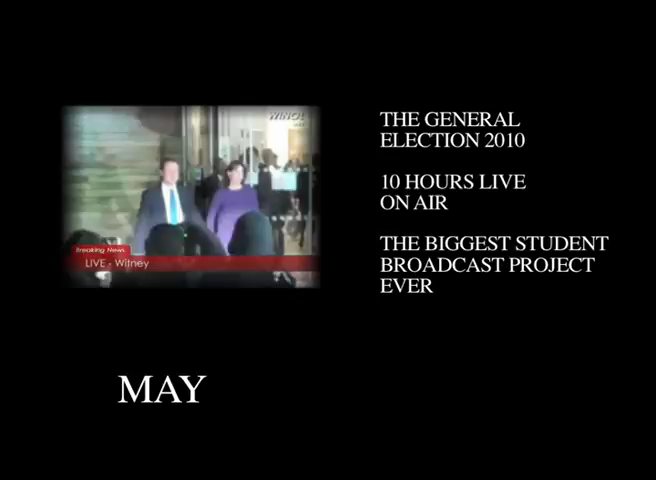 WINOL
THE GENERAL
ELECTION 2010
10 HOURS LIVE
ON AIR
THE BIGGEST STUDENT
BROADCAST PROJECT
EVER
Breaking News
LIVE - Witney
MAY